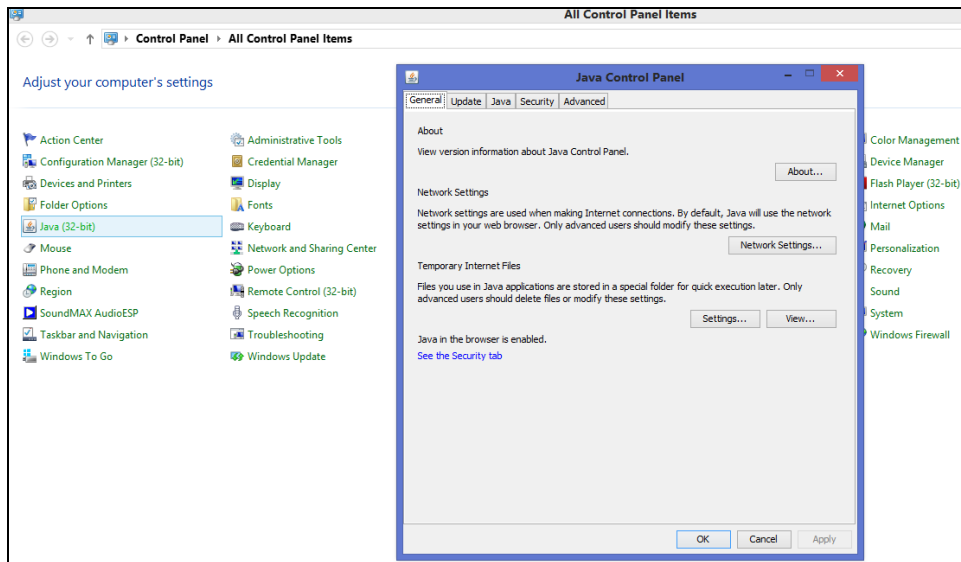 All Control Panel Items
Control Panel All Control Panel Items
Adjust your computer's settings
Action Center
Configuration Manager (32-bit)
Devices and Printers
Folder Options
Java (32-bit)
Mouse
Phone and Modem
Region
SoundMAX AudioESP
Taskbar and Navigation
Windows To Go
Administrative Tools
Credential Manager
Display
Fonts
Keyboard
Network and Sharing Center
Power Options
Remote Control (32-bit)
Speech Recognition
Troubleshooting
Windows Update
Java Control Panel
General Update Java Security Advanced
About
View version information about Java Control Panel.
About...
Network Settings
Network settings are used when making Internet connections. By default, Java will use the network
settings in your web browser. Only advanced users should modify these settings.
Network Settings...
Temporary Internet Files
Files you use in Java applications are stored in a special folder for quick execution later. Only
advanced users should delete files or modify these settings.
Settings... View...
Java in the browser is enabled.
See the Security tab
OK Cancel Apply
Color Management
Device Manager
Flash Player (32-bit)
Internet Options
Mail
Personalization
Recovery
Sound
System
Windows Firewall